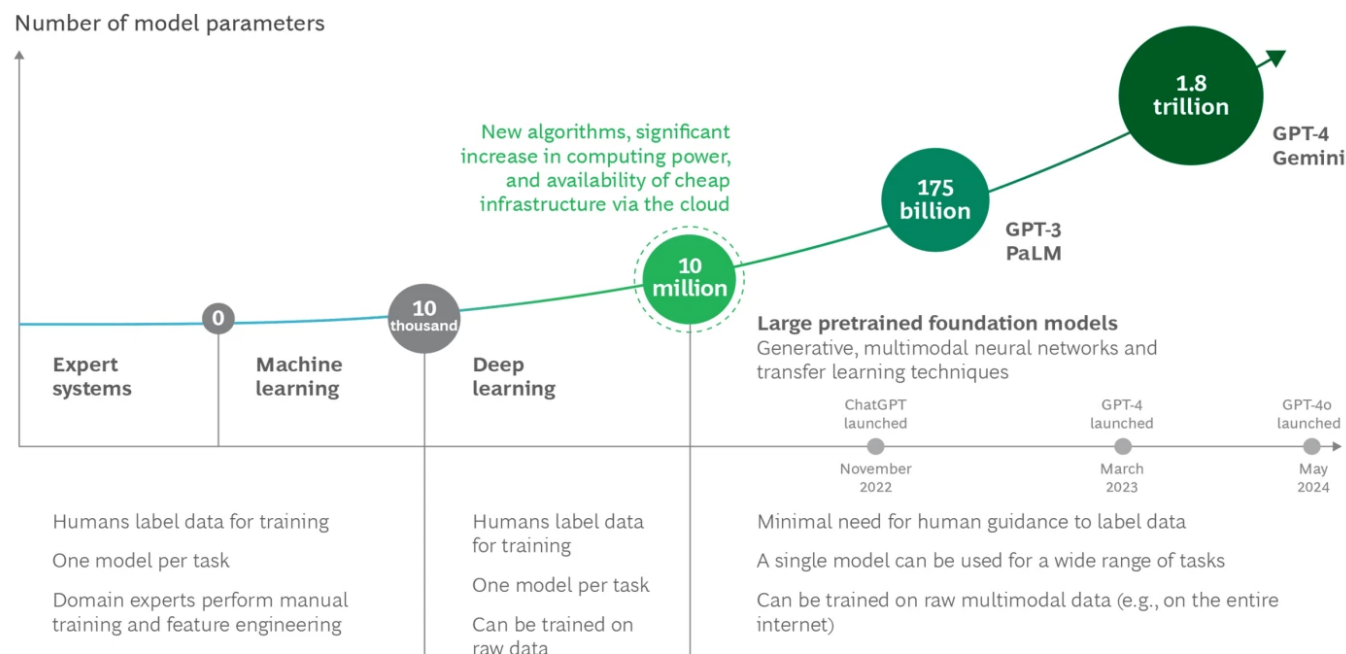 Number of model parameters
1.8
trillion
GPT-4
Gemini
New algorithms, significant
increase in computing power,
and availability of cheap
infrastructure via the cloud
175
billion
GPT-3
PaLM
10
million
0
10
thousand
Expert
systems
Machine
learning
Deep
learning
Large pretrained foundation models
Generative, multimodal neural networks and
transfer learning techniques
ChatGPT
launched
GPT-4
launched
GPT-4o
launched
November
2022
March
2023
May
2024
Humans label data for training
One model per task
Domain experts perform manual
training and feature engineering
Humans label data
for training
One model per task
Can be trained on
raw data
Minimal need for human guidance to label data
A single model can be used for a wide range of tasks
Can be trained on raw multimodal data (e.g., on the entire
internet)